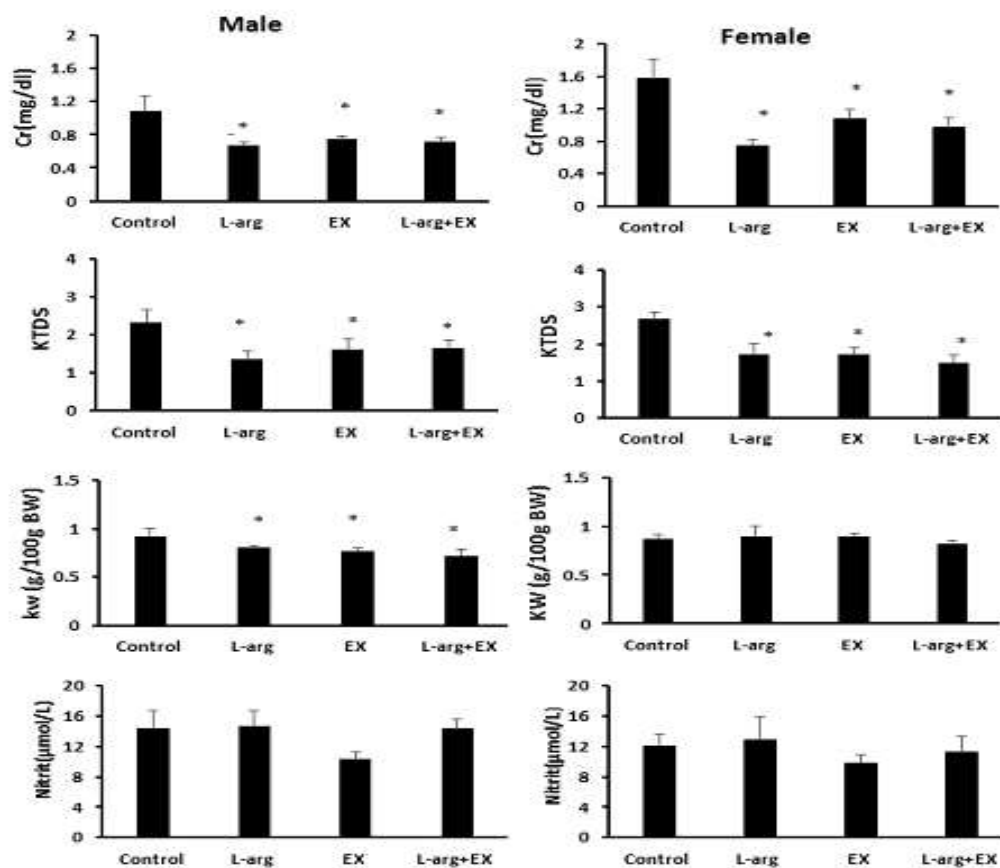 Male
Cr(mg/dl)
2
1.6
1.2
0.8
0.4
0
* * *
Control L-arg EX L-arg+EX
Female
Cr(mg/dl)
2
1.6
1.2
0.8
0.4
0
* * *
Control L-arg EX L-arg+EX
KTDS
4
3
2
1
0
* * *
Control L-arg EX L-arg+EX
KTDS
4
3
2
1
0
* * *
Control L-arg EX L-arg+EX
kw (g/100g BW)
1.5
1
0.5
0
* * *
Control L-arg EX L-arg+EX
KW (g/100g BW)
1.5
1
0.5
0
Control L-arg EX L-arg+EX
Nitrit(µmol/L)
20
16
12
8
4
0
Control L-arg EX L-arg+EX
Nitrit(µmol/L)
20
16
12
8
4
0
Control L-arg EX L-arg+EX